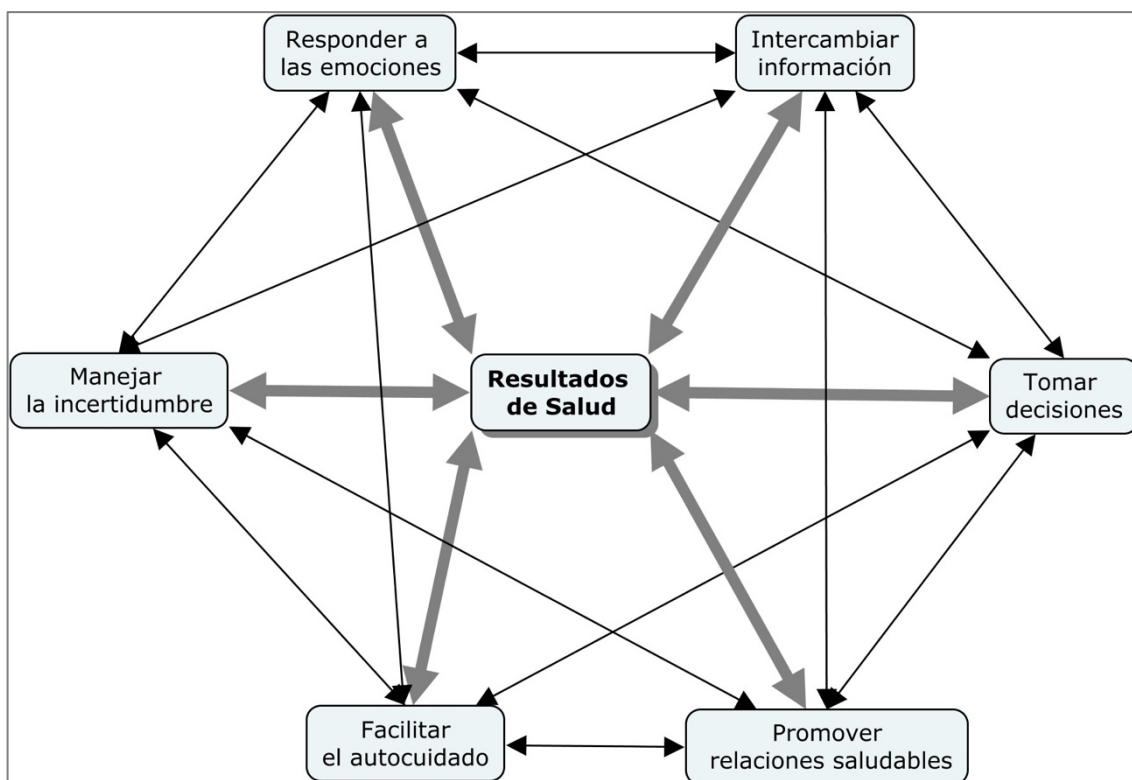 Responder a
las emociones
Intercambiar
información
Manejar
la incertidumbre
Resultados
de Salud
Tomar
decisiones
Facilitar
el autocuidado
Promover
relaciones saludables